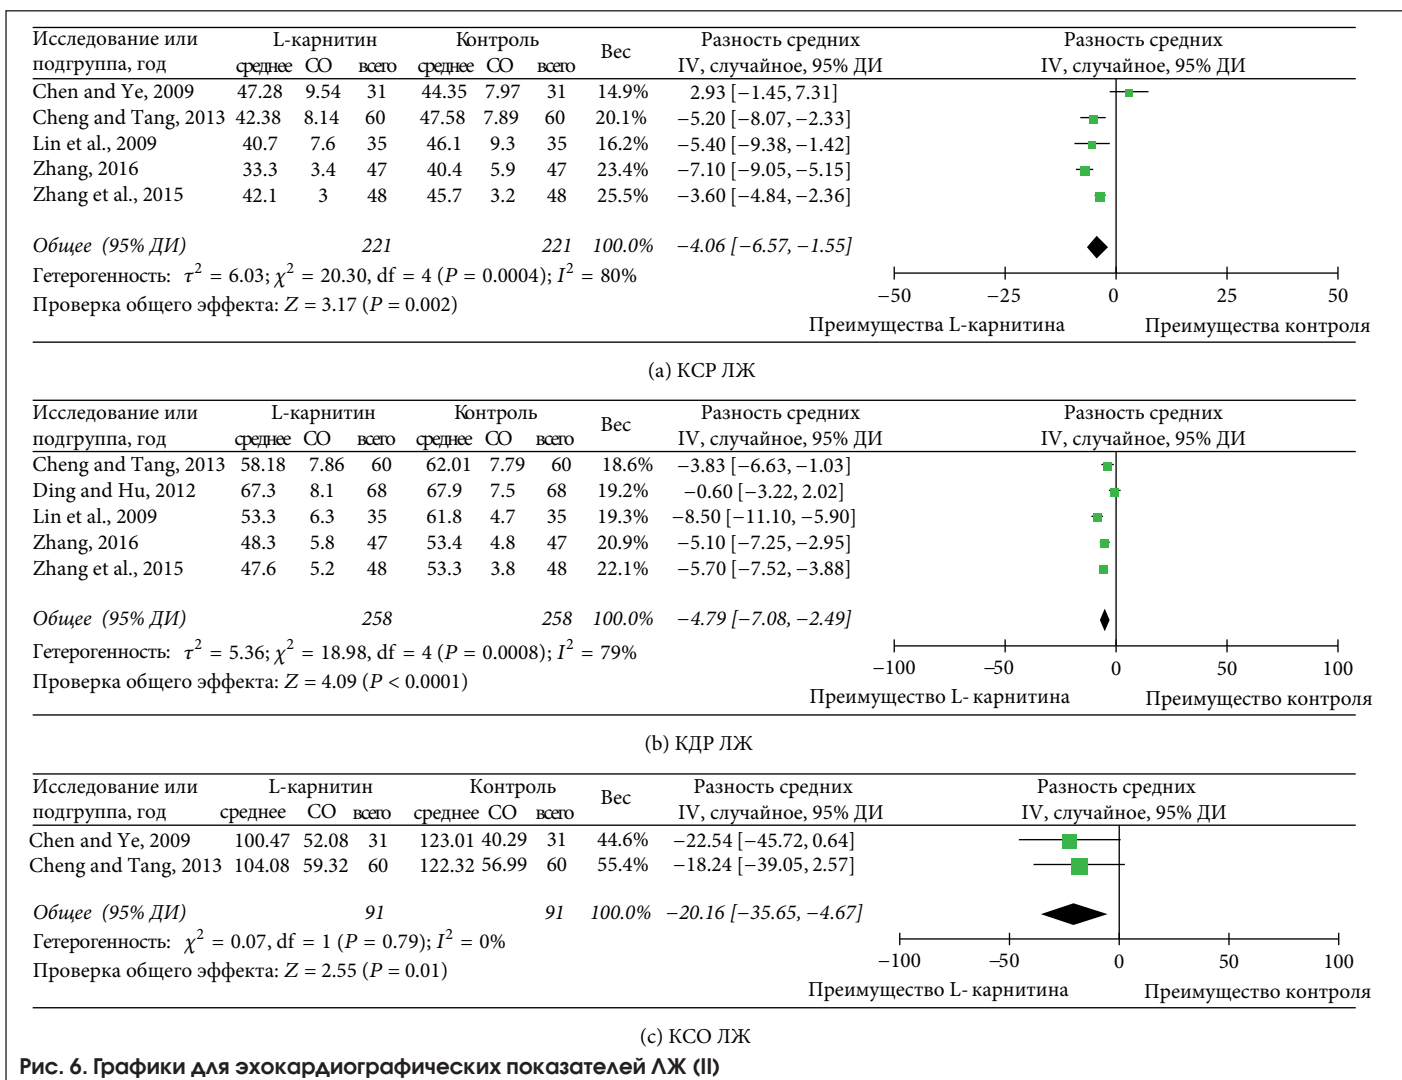 Исследование или L-карнитин Контроль Вес Разность средних Разность средних
подгруппа, год среднее СО всего среднее СО всего IV, случайное, 95% ДИ IV, случайное, 95% ДИ
Chen and Ye, 2009 47.28 9.54 31 44.35 7.97 31 14.9% 2.93 [−1.45, 7.31]
Cheng and Tang, 2013 42.38 8.14 60 47.58 7.89 60 20.1% −5.20 [−8.07, −2.33]
Lin et al., 2009 40.7 7.6 35 46.1 9.3 35 16.2% −5.40 [−9.38, −1.42]
Zhang, 2016 33.3 3.4 47 40.4 5.9 47 23.4% −7.10 [−9.05, −5.15]
Zhang et al., 2015 42.1 3 48 45.7 3.2 48 25.5% −3.60 [−4.84, −2.36]
Общее (95% ДИ) 221 221 100.0% −4.06 [−6.57, −1.55]
Гетерогенность: τ² = 6.03; χ² = 20.30, df = 4 (P = 0.0004); I² = 80%
Проверка общего эффекта: Z = 3.17 (P = 0.002)
−50 −25 0 25 50
Преимущества L-карнитина Преимущества контроля
(a) КСР ЛЖ
Исследование или L-карнитин Контроль Вес Разность средних Разность средних
подгруппа, год среднее СО всего среднее СО всего IV, случайное, 95% ДИ IV, случайное, 95% ДИ
Cheng and Tang, 2013 58.18 7.86 60 62.01 7.79 60 18.6% −3.83 [−6.63, −1.03]
Ding and Hu, 2012 67.3 8.1 68 67.9 7.5 68 19.2% −0.60 [−3.22, 2.02]
Lin et al., 2009 53.3 6.3 35 61.8 4.7 35 19.3% −8.50 [−11.10, −5.90]
Zhang, 2016 48.3 5.8 47 53.4 4.8 47 20.9% −5.10 [−7.25, −2.95]
Zhang et al., 2015 47.6 5.2 48 53.3 3.8 48 22.1% −5.70 [−7.52, −3.88]
Общее (95% ДИ) 258 258 100.0% −4.79 [−7.08, −2.49]
Гетерогенность: τ² = 5.36; χ² = 18.98, df = 4 (P = 0.0008); I² = 79%
Проверка общего эффекта: Z = 4.09 (P < 0.0001)
−100 −50 0 50 100
Преимущество L- карнитина Преимущество контроля
(b) КДР ЛЖ
Исследование или L-карнитин Контроль Вес Разность средних Разность средних
подгруппа, год среднее СО всего среднее СО всего IV, случайное, 95% ДИ IV, случайное, 95% ДИ
Chen and Ye, 2009 100.47 52.08 31 123.01 40.29 31 44.6% −22.54 [−45.72, 0.64]
Cheng and Tang, 2013 104.08 59.32 60 122.32 56.99 60 55.4% −18.24 [−39.05, 2.57]
Общее (95% ДИ) 91 91 100.0% −20.16 [−35.65, −4.67]
Гетерогенность: χ² = 0.07, df = 1 (P = 0.79); I² = 0%
Проверка общего эффекта: Z = 2.55 (P = 0.01)
−100 −50 0 50 100
Преимущество L- карнитина Преимущество контроля
(c) КСО ЛЖ
Рис. 6. Графики для эхокардиографических показателей ЛЖ (II)